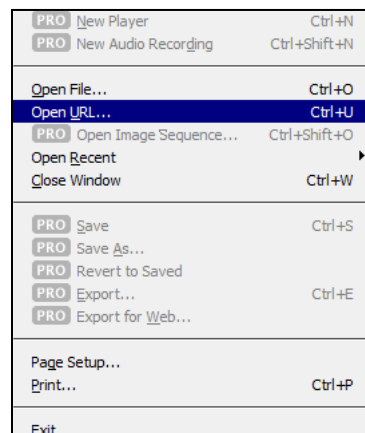 PRO New Player Ctrl+N
PRO New Audio Recording Ctrl+Shift+N
Open File... Ctrl+O
Open URL... Ctrl+U
PRO Open Image Sequence... Ctrl+Shift+O
Open Recent
Close Window Ctrl+W
PRO Save Ctrl+S
PRO Save As...
PRO Revert to Saved
PRO Export... Ctrl+E
PRO Export for Web...
Page Setup...
Print... Ctrl+P
Exit